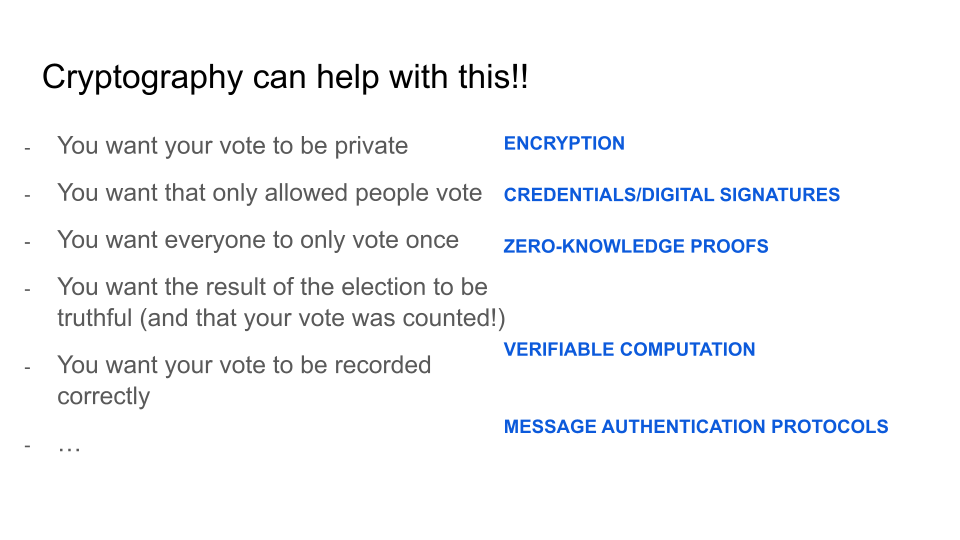 Cryptography can help with this!!
- You want your vote to be private
ENCRYPTION
- You want that only allowed people vote
CREDENTIALS/DIGITAL SIGNATURES
- You want everyone to only vote once
ZERO-KNOWLEDGE PROOFS
- You want the result of the election to be
truthful (and that your vote was counted!)
VERIFIABLE COMPUTATION
- You want your vote to be recorded
correctly
MESSAGE AUTHENTICATION PROTOCOLS
- …